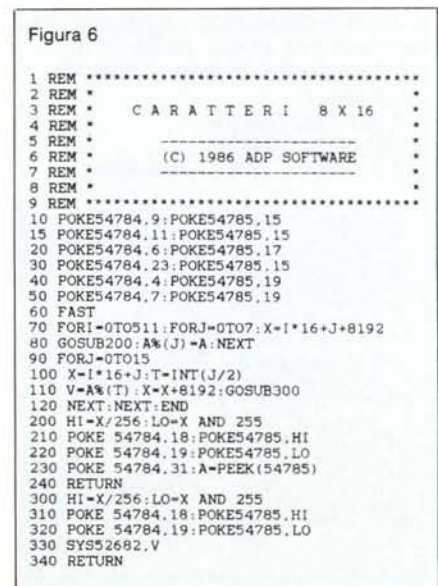 Figura 6
1 REM ************************************
2 REM * *
3 REM * C A R A T T E R I 8 X 16 *
4 REM * *
5 REM * --------------------- *
6 REM * (C) 1986 ADP SOFTWARE *
7 REM * --------------------- *
8 REM * *
9 REM ************************************
10 POKE54784,9:POKE54785,15
15 POKE54784,11:POKE54785,15
20 POKE54784,6:POKE54785,17
30 POKE54784,23:POKE54785,15
40 POKE54784,4:POKE54785,19
50 POKE54784,7:POKE54785,19
60 FAST
70 FORI=0TO511:FORJ=0TO7:X=I*16+J+8192
80 GOSUB200:A%(J)=A:NEXT
90 FORJ=0TO15
100 X=I*16+J:T=INT(J/2)
110 V=A%(T):X=X+8192:GOSUB300
120 NEXT:NEXT:END
200 HI=X/256:LO=X AND 255
210 POKE 54784,18:POKE54785,HI
220 POKE 54784,19:POKE54785,LO
230 POKE 54784,31:A=PEEK(54785)
240 RETURN
300 HI=X/256:LO=X AND 255
310 POKE 54784,18:POKE54785,HI
320 POKE 54784,19:POKE54785,LO
330 SYS52682,V
340 RETURN